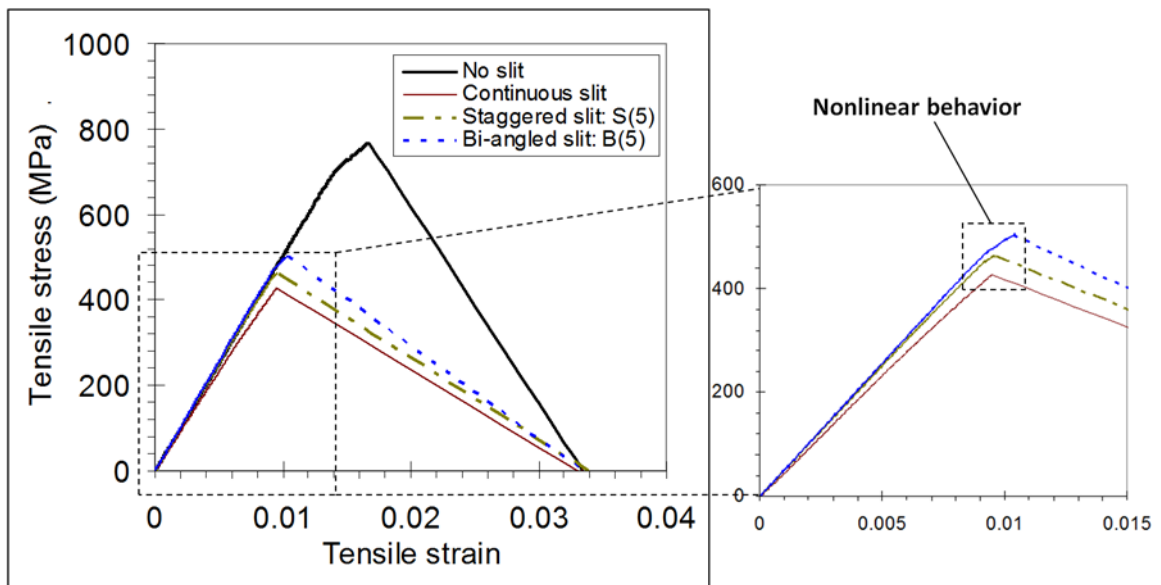 1000
800
600
400
200
0
Tensile stress (MPa)
No slit
Continuous slit
Staggered slit: S(5)
Bi-angled slit: B(5)
0 0.01 0.02 0.03 0.04
Tensile strain
Nonlinear behavior
600
400
200
0
0 0.005 0.01 0.015